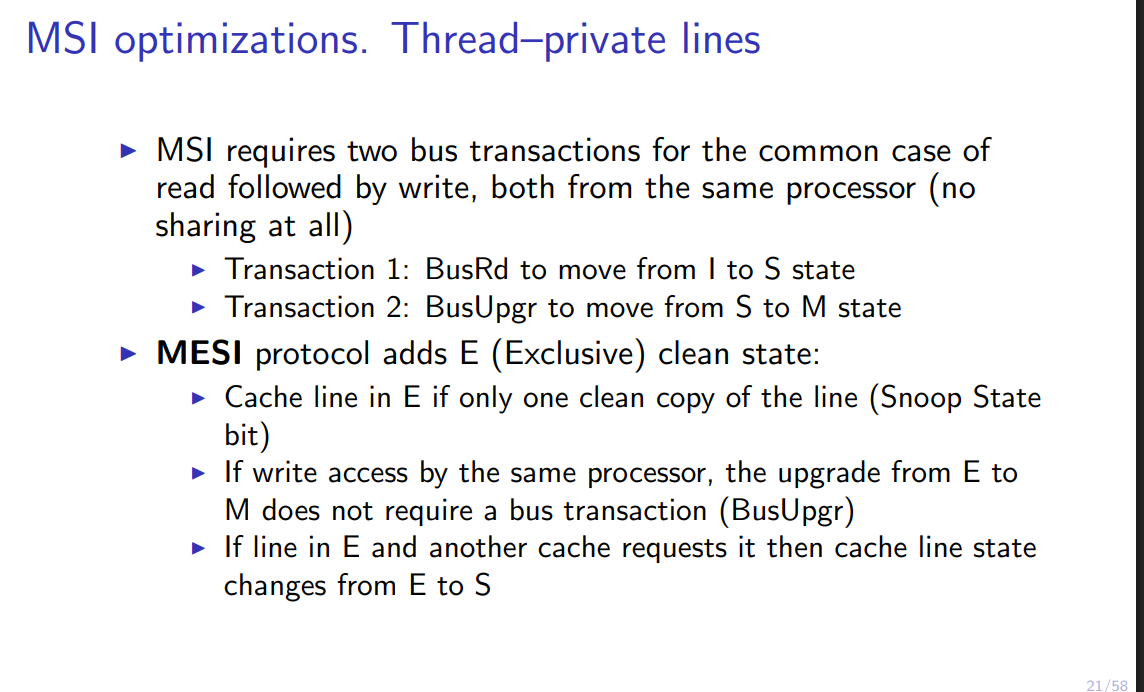 MSI optimizations. Thread–private lines
▶ MSI requires two bus transactions for the common case of
read followed by write, both from the same processor (no
sharing at all)
▶ Transaction 1: BusRd to move from I to S state
▶ Transaction 2: BusUpgr to move from S to M state
▶ MESI protocol adds E (Exclusive) clean state:
▶ Cache line in E if only one clean copy of the line (Snoop State
bit)
▶ If write access by the same processor, the upgrade from E to
M does not require a bus transaction (BusUpgr)
▶ If line in E and another cache requests it then cache line state
changes from E to S
21/58